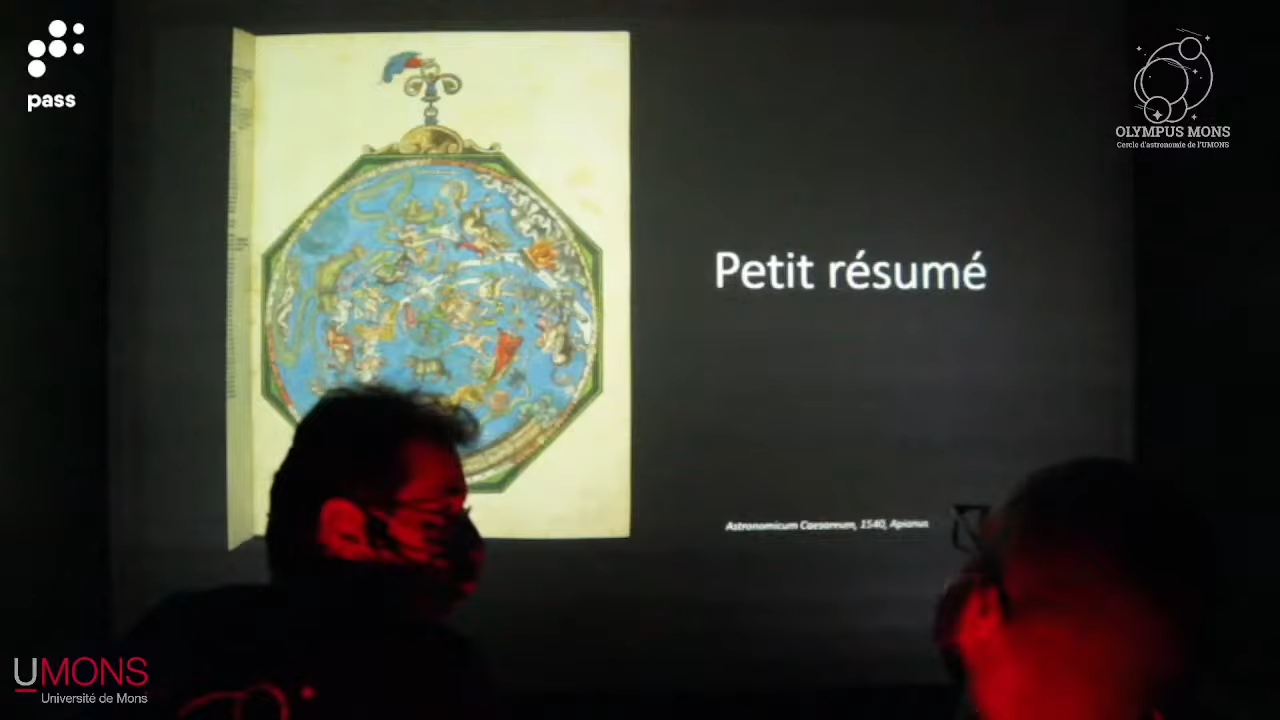 pass
OLYMPUS MONS
Cercle d'astronomie de l'UMONS
Petit résumé
Astronomicum Caesareum, 1540, Apianus
UMONS
Université de Mons